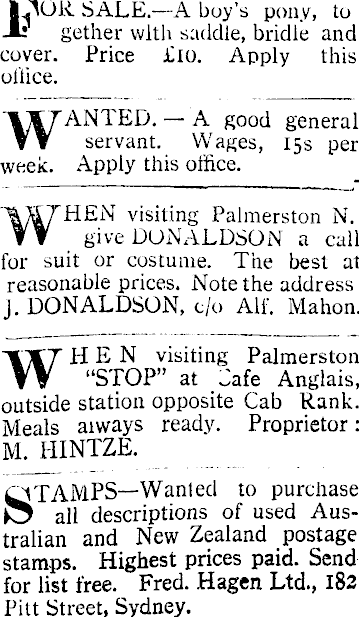 FOR SALE.—A boy's pony, to
gether with saddle, bridle and
cover. Price £10. Apply this
office.
WANTED.—A good general
servant. Wages, 15s per
week. Apply this office.
WHEN visiting Palmerston N.
give DONALDSON a call
for suit or costume. The best at
reasonable prices. Note the address
J. DONALDSON, c/o Alf. Mahon.
WHEN visiting Palmerston
"STOP" at Cafe Anglais,
outside station opposite Cab Rank.
Meals always ready. Proprietor:
M. HINTZE.
STAMPS—Wanted to purchase
all descriptions of used Aus-
tralian and New Zealand postage
stamps. Highest prices paid. Send
for list free. Fred. Hagen Ltd., 182
Pitt Street, Sydney.